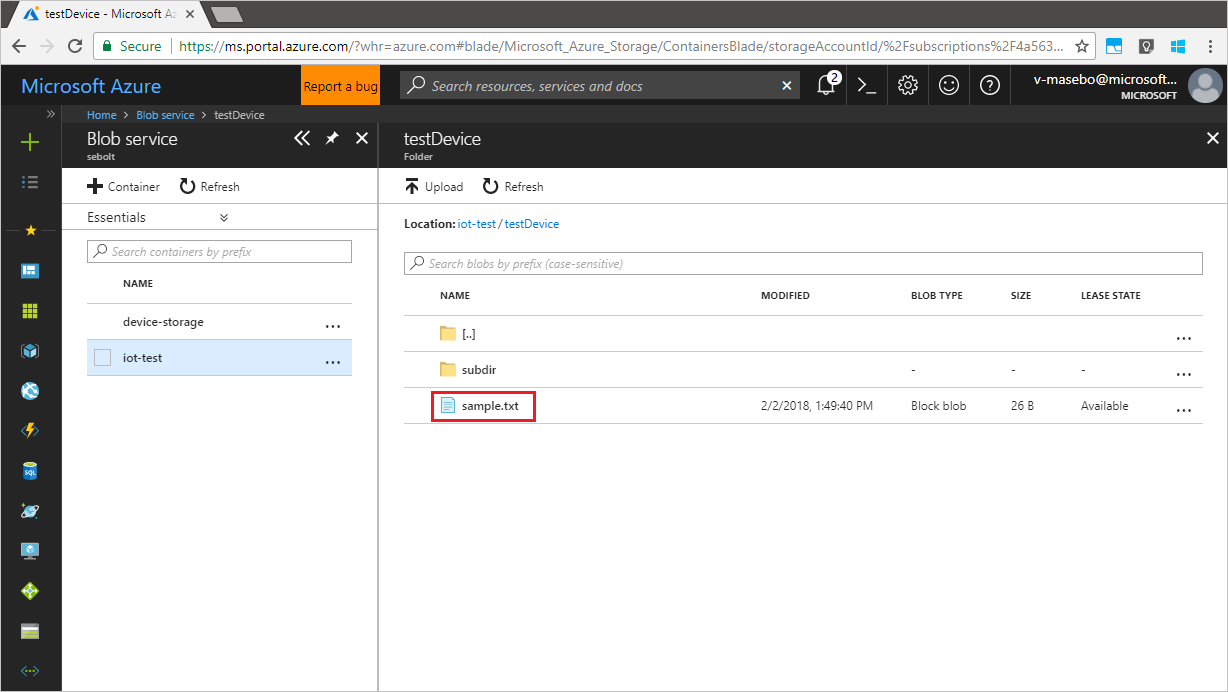 testDevice - Microsoft Az
Secure
https://ms.portal.azure.com/?whr=azure.com#blade/Microsoft_Azure_Storage/ContainersBlade/storageAccountId/%2Fsubscriptions%2F4a563...
Microsoft Azure
Report a bug
Search resources, services and docs
2
v-masebo@microsoft...
MICROSOFT
Home > Blob service > testDevice
Blob service
sebolt
testDevice
Folder
Container
Refresh
Upload
Refresh
Essentials
Location: iot-test / testDevice
Search containers by prefix
Search blobs by prefix (case-sensitive)
NAME
NAME MODIFIED BLOB TYPE SIZE LEASE STATE
device-storage ...
iot-test ...
[..] ...
subdir - - - ...
sample.txt 2/2/2018, 1:49:40 PM Block blob 26 B Available ...
SQL